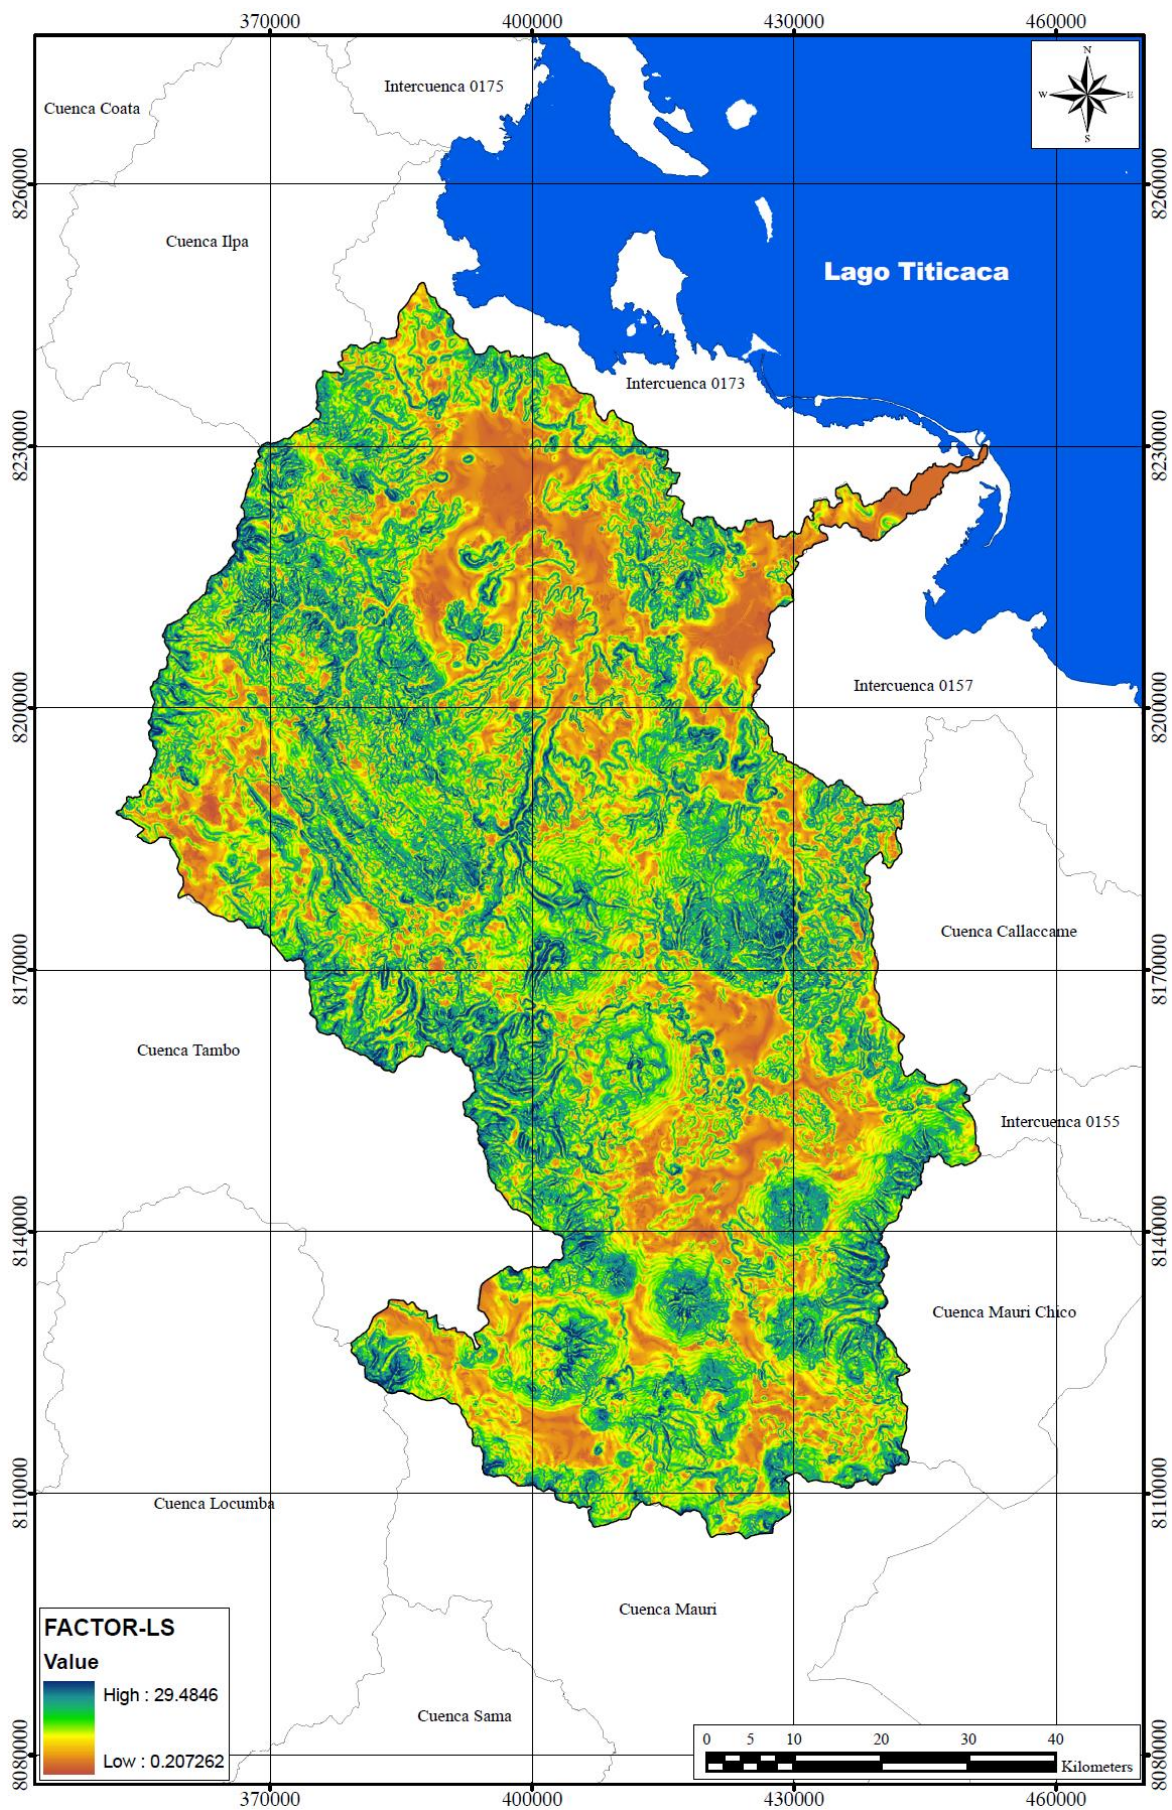 370000
400000
430000
460000
N
W
E
S
Intercuenca 0175
Cuenca Coata
8260000
8260000
Cuenca Ilpa
Lago Titicaca
Intercuenca 0173
8230000
8230000
Intercuenca 0157
8200000
8200000
Cuenca Callaccame
8170000
8170000
Cuenca Tambo
Intercuenca 0155
8140000
8140000
Cuenca Mauri Chico
8110000
8110000
Cuenca Locumba
Cuenca Mauri
FACTOR-LS
Value
High : 29.4846
Low : 0.207262
Cuenca Sama
0 5 10 20 30 40
Kilometers
8080000
8080000
370000
400000
430000
460000